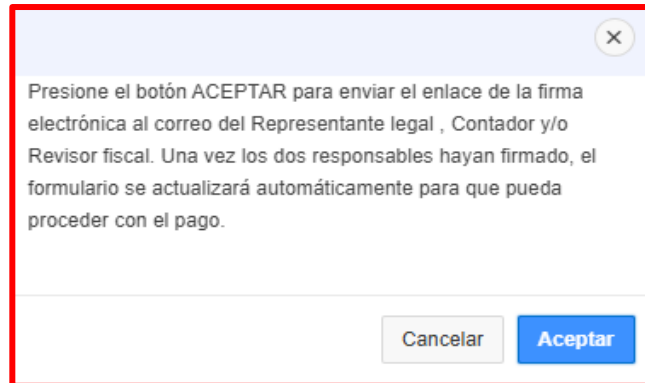 Presione el botón ACEPTAR para enviar el enlace de la firma
electrónica al correo del Representante legal , Contador y/o
Revisor fiscal. Una vez los dos responsables hayan firmado, el
formulario se actualizará automáticamente para que pueda
proceder con el pago.
Cancelar Aceptar